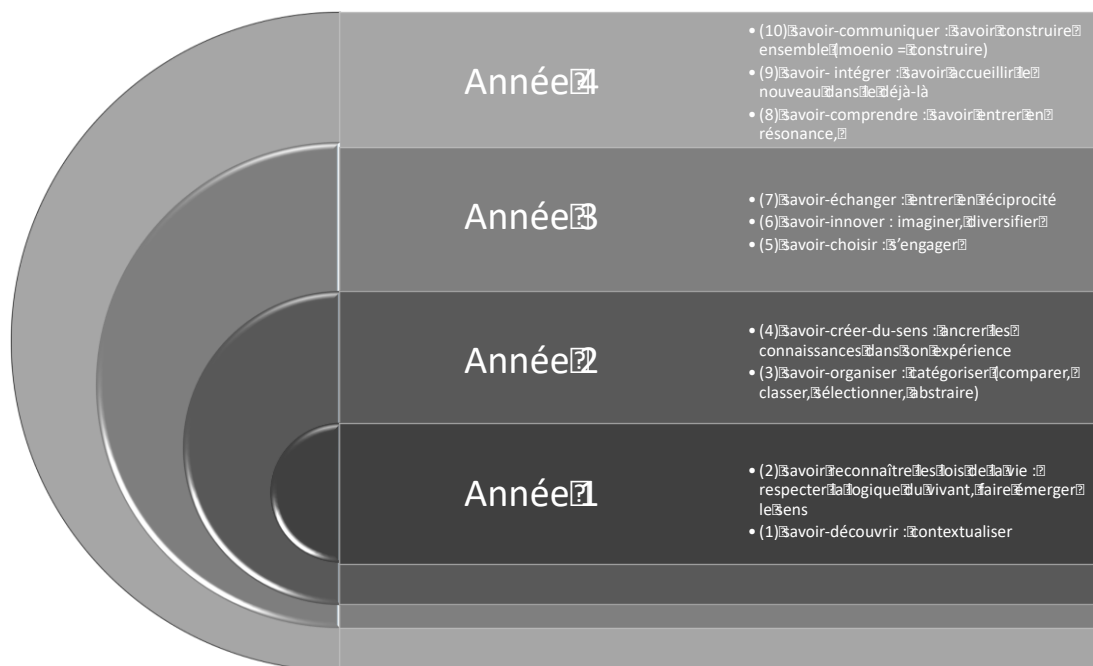 Année 4
• (10) savoir-communiquer : savoir construire
ensemble (moenio = construire)
• (9) savoir- intégrer : savoir accueillir le
nouveau dans le déjà-là
• (8) savoir-comprendre : savoir entrer en
résonance,
Année 3
• (7) savoir-échanger : entrer en réciprocité
• (6) savoir-innover : imaginer, diversifier
• (5) savoir-choisir : s'engager
Année 2
• (4) savoir-créer-du-sens : ancrer les
connaissances dans son expérience
• (3) savoir-organiser : catégoriser (comparer,
classer, sélectionner, abstraire)
Année 1
• (2) savoir reconnaître les lois de la vie :
respecter la logique du vivant, faire émerger
le sens
• (1) savoir-découvrir : contextualiser